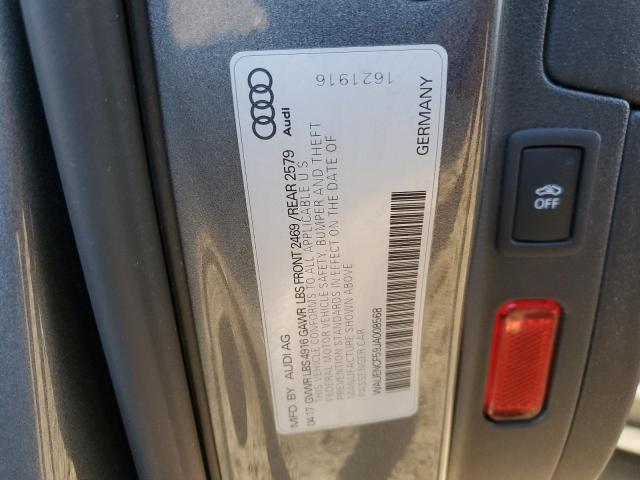 MFD. BY AUDI AG
0417 GVWR LBS 4916 GAWR LBS FRONT 2469 /REAR 2579
THIS VEHICLE CONFORMS TO ALL APPLICABLE U S
FEDERAL MOTOR VEHICLE SAFETY, BUMPER AND THEFT
PREVENTION STANDARDS IN EFFECT ON THE DATE OF
MANUFACTURE SHOWN ABOVE
PASSENGER CAR
WAUENCF59JA008568
Audi
1621916
GERMANY
OFF